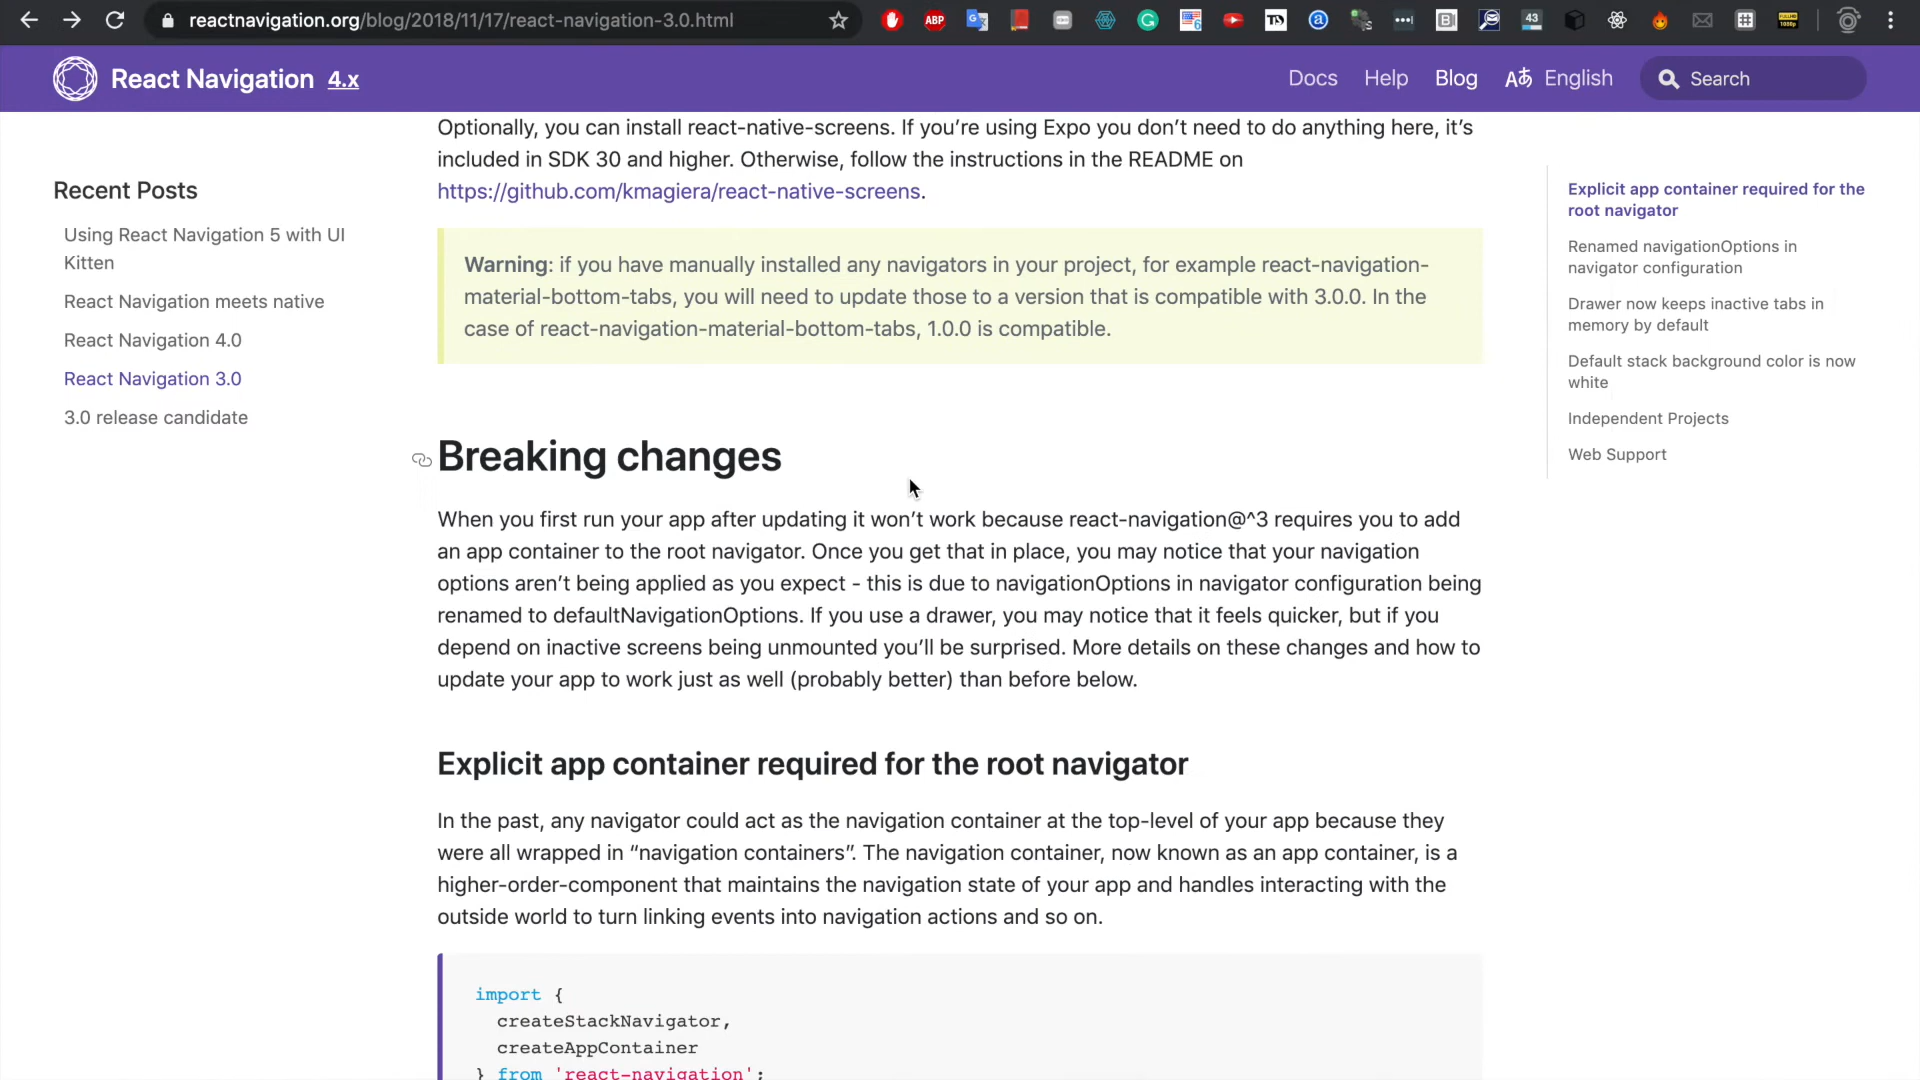 reactnavigation.org/blog/2018/11/17/react-navigation-3.0.html
ABP
43
React Navigation 4.x
Docs
Help
Blog
Aあ English
Search
Recent Posts
Using React Navigation 5 with UI
Kitten
React Navigation meets native
React Navigation 4.0
React Navigation 3.0
3.0 release candidate
Optionally, you can install react-native-screens. If you’re using Expo you don’t need to do anything here, it’s
included in SDK 30 and higher. Otherwise, follow the instructions in the README on
https://github.com/kmagiera/react-native-screens.
Warning: if you have manually installed any navigators in your project, for example react-navigation-
material-bottom-tabs, you will need to update those to a version that is compatible with 3.0.0. In the
case of react-navigation-material-bottom-tabs, 1.0.0 is compatible.
Breaking changes
When you first run your app after updating it won’t work because react-navigation@^3 requires you to add
an app container to the root navigator. Once you get that in place, you may notice that your navigation
options aren’t being applied as you expect - this is due to navigationOptions in navigator configuration being
renamed to defaultNavigationOptions. If you use a drawer, you may notice that it feels quicker, but if you
depend on inactive screens being unmounted you’ll be surprised. More details on these changes and how to
update your app to work just as well (probably better) than before below.
Explicit app container required for the root navigator
In the past, any navigator could act as the navigation container at the top-level of your app because they
were all wrapped in “navigation containers”. The navigation container, now known as an app container, is a
higher-order-component that maintains the navigation state of your app and handles interacting with the
outside world to turn linking events into navigation actions and so on.
import {
createStackNavigator,
createAppContainer
} from 'react-navigation';
Explicit app container required for the
root navigator
Renamed navigationOptions in
navigator configuration
Drawer now keeps inactive tabs in
memory by default
Default stack background color is now
white
Independent Projects
Web Support